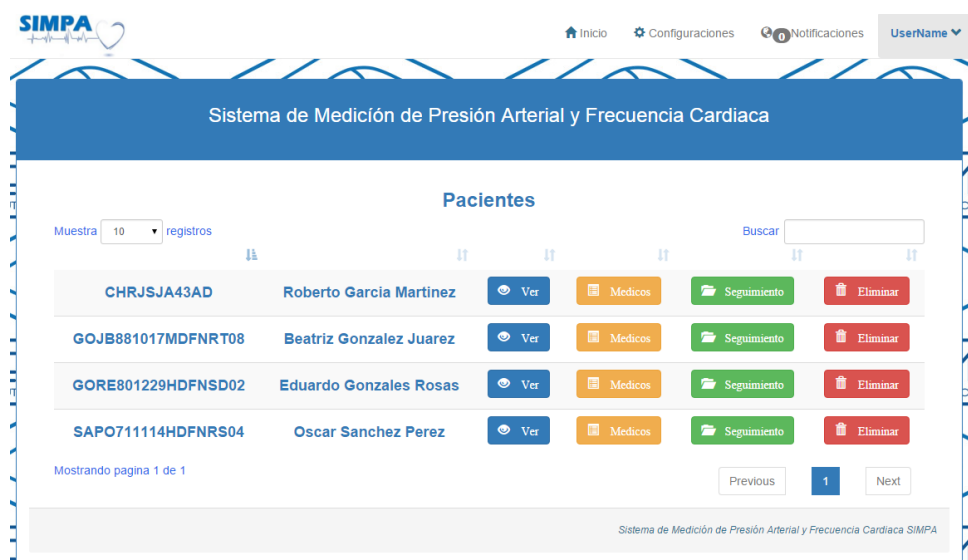 SIMPA
Inicio Configuraciones 0 Notificaciones UserName
Sistema de Medición de Presión Arterial y Frecuencia Cardiaca
Pacientes
Muestra 10 registros Buscar
CHRJSJA43AD Roberto Garcia Martinez Ver Medicos Seguimiento Eliminar
GOJB881017MDFNRT08 Beatriz Gonzalez Juarez Ver Medicos Seguimiento Eliminar
GORE801229HDFNSD02 Eduardo Gonzales Rosas Ver Medicos Seguimiento Eliminar
SAPO711114HDFNRS04 Oscar Sanchez Perez Ver Medicos Seguimiento Eliminar
Mostrando pagina 1 de 1 Previous 1 Next
Sistema de Medición de Presión Arterial y Frecuencia Cardiaca SIMPA